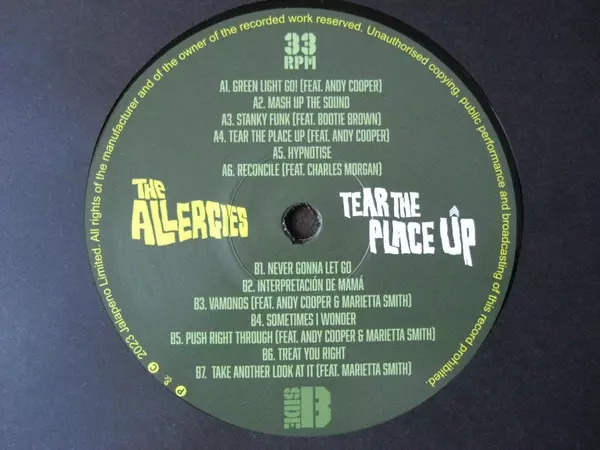 33
RPM
A1. GREEN LIGHT GO! (FEAT. ANDY COOPER)
A2. MASH UP THE SOUND
A3. STANKY FUNK (FEAT. BOOTIE BROWN)
A4. TEAR THE PLACE UP (FEAT. ANDY COOPER)
A5. HYPNOTISE
A6. RECONCILE (FEAT. CHARLES MORGAN)
THE
ALLERGIES
TEAR THE
PLACE UP
B1. NEVER GONNA LET GO
B2. INTERPRETACIÓN DE MAMÁ
B3. VAMONOS (FEAT. ANDY COOPER & MARIETTA SMITH)
B4. SOMETIMES I WONDER
B5. PUSH RIGHT THROUGH (FEAT. ANDY COOPER & MARIETTA SMITH)
B6. TREAT YOU RIGHT
B7. TAKE ANOTHER LOOK AT IT (FEAT. MARIETTA SMITH)
SIDE B
℗ & © 2023 Jalapeno Limited. All rights of the manufacturer and of the owner of the recorded work reserved. Unauthorised copying, public performance and broadcasting of this record prohibited.